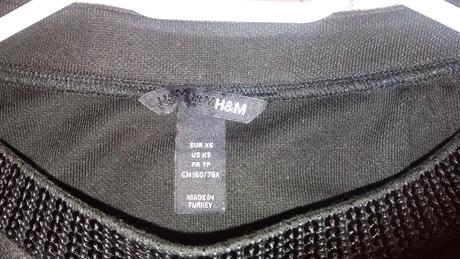 H&M H&M
EUR XS
US XS
FR TP
CN 160/76A
MADE IN
TURKEY